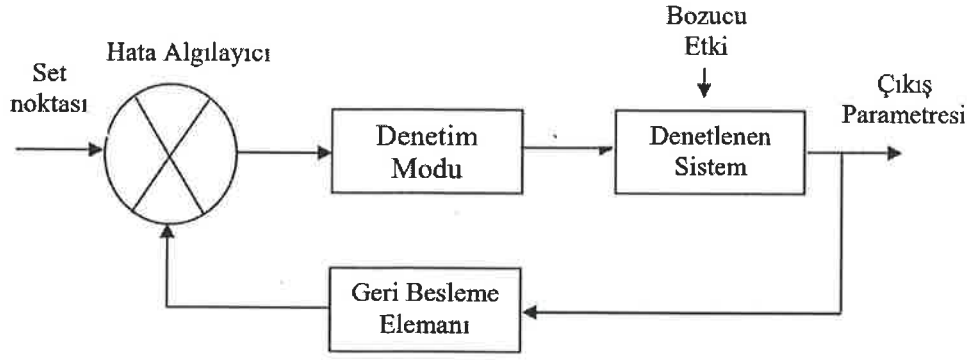 Bozucu
Etki
Hata Algılayıcı
Set
noktası
Çıkış
Parametresi
Denetim
Modu
Denetlenen
Sistem
Geri Besleme
Elemanı